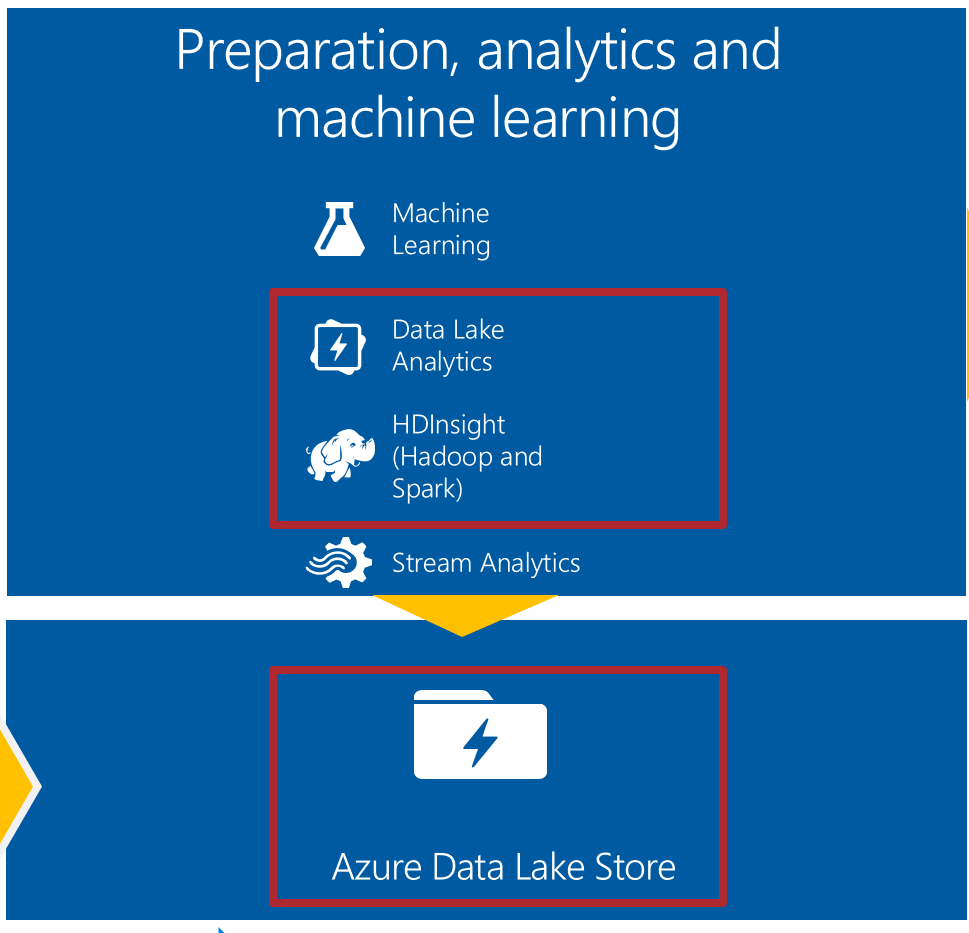 Preparation, analytics and
machine learning
Machine
Learning
Data Lake
Analytics
HDInsight
(Hadoop and
Spark)
Stream Analytics
Azure Data Lake Store